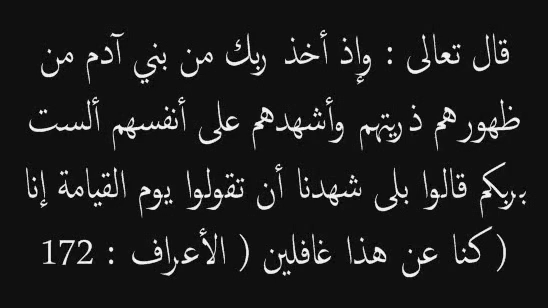 قال تعالى : وإذ أخذ ربك من بني آدم من
ظهورهم ذريتهم وأشهدهم على أنفسهم ألست
بربكم قالوا بلى شهدنا أن تقولوا يوم القيامة إنا
( كنا عن هذا غافلين ( الأعراف : 172